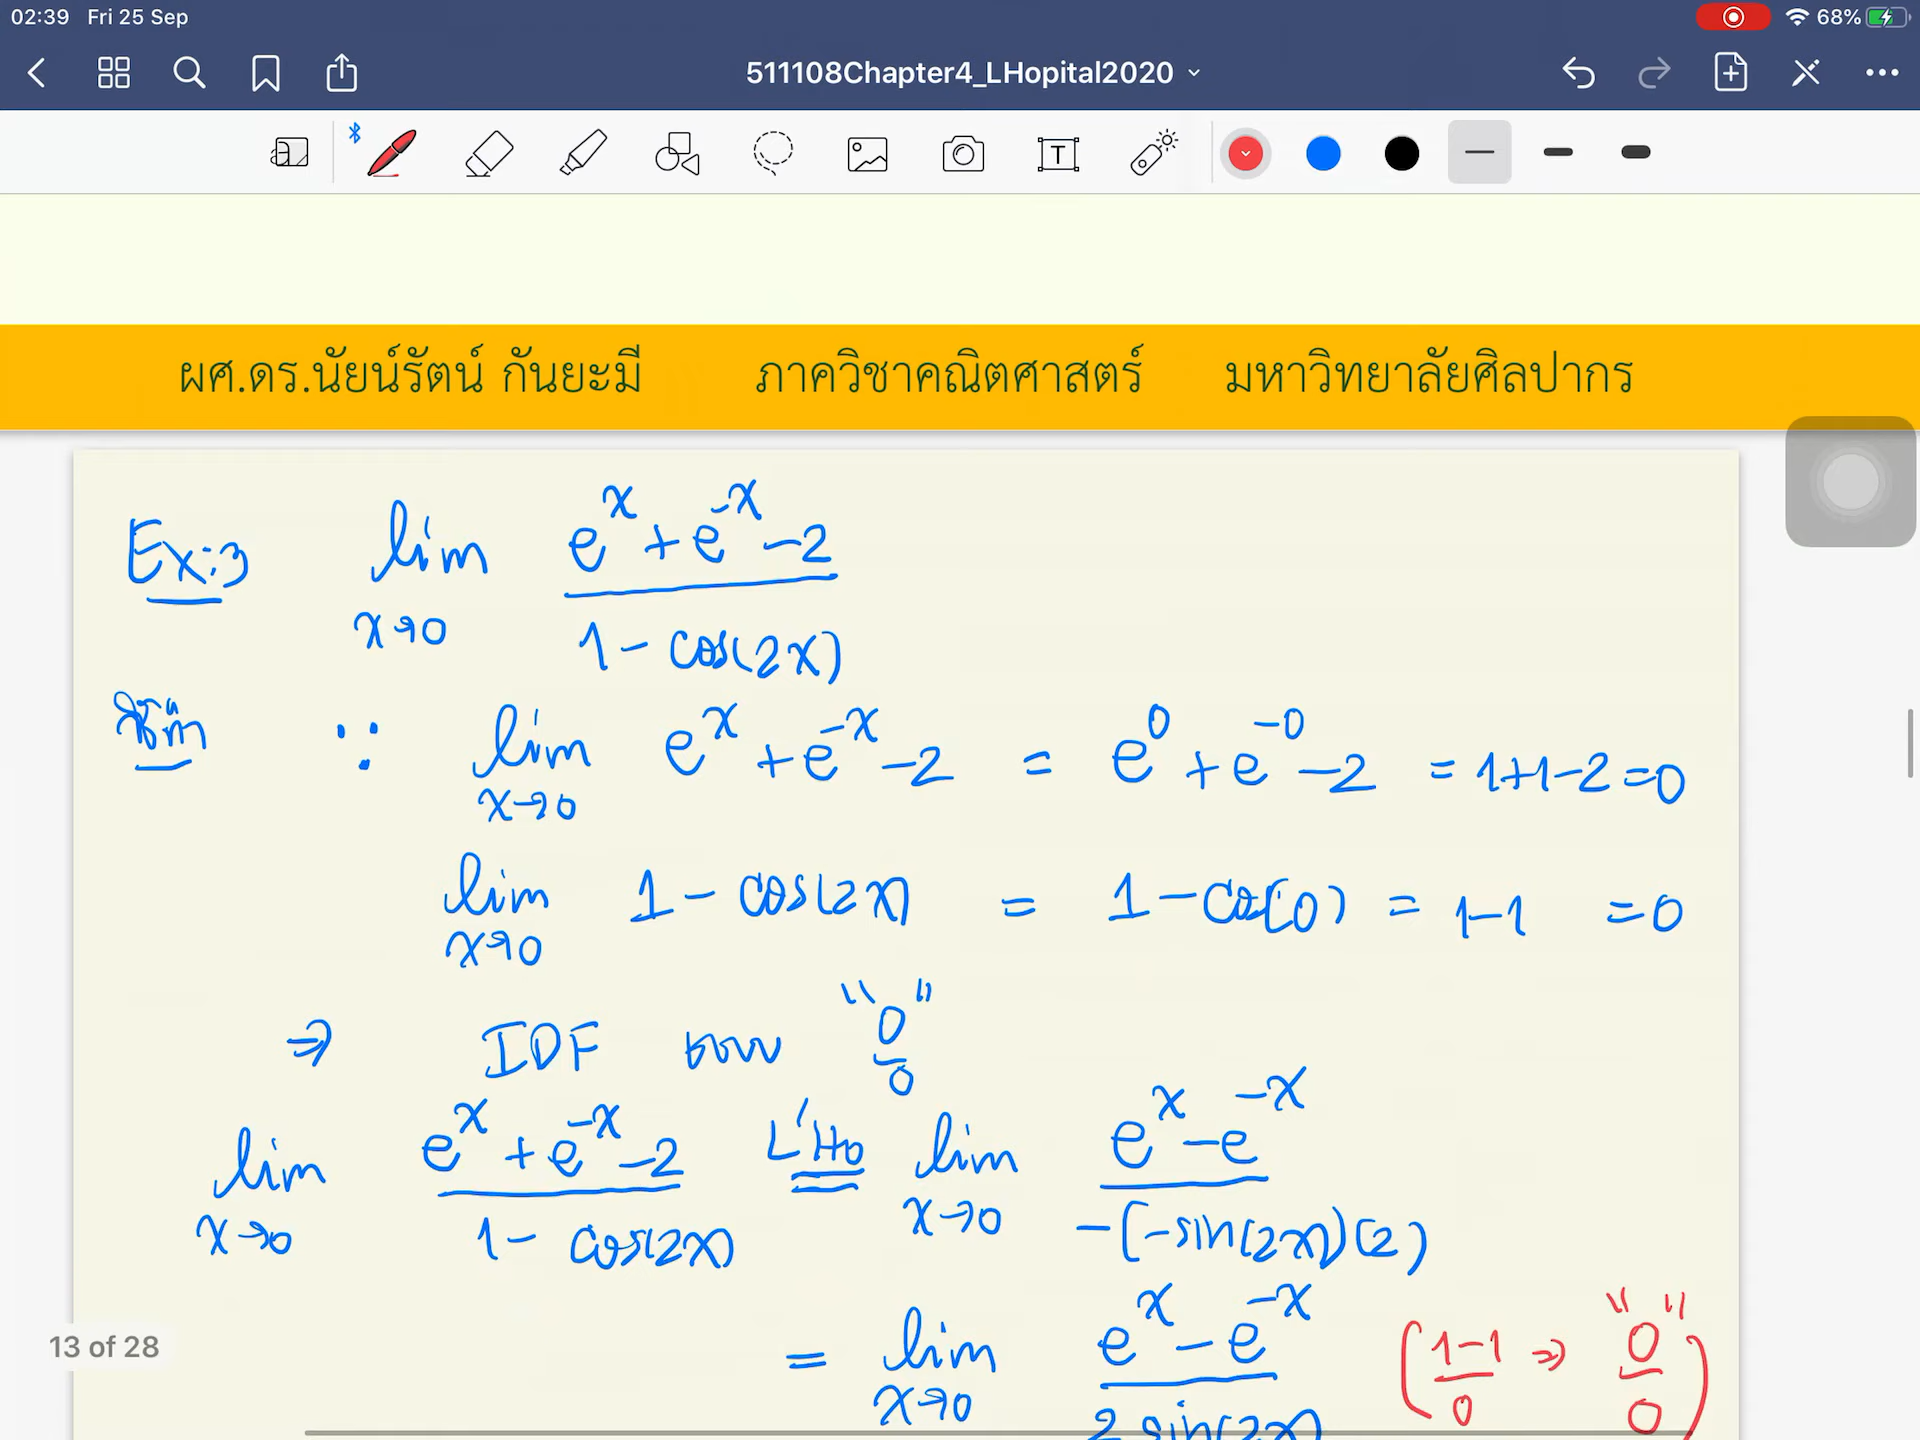 02:39 Fri 25 Sep 68%
511108Chapter4_LHopital2020
ผศ.ดร.นัยน์รัตน์ กันยะมี ภาควิชาคณิตศาสตร์ มหาวิทยาลัยศิลปากร
Ex:3 lim x→0 (e^x + e^-x - 2) / (1 - cos(2x))
วิธีทำ ∵ lim x→0 e^x + e^-x - 2 = e^0 + e^-0 - 2 = 1+1-2 = 0
lim x→0 1 - cos(2x) = 1 - cos(0) = 1-1 = 0
⇒ IDF แบบ "0/0"
lim x→0 (e^x + e^-x - 2) / (1 - cos(2x)) L'Ho = lim x→0 (e^x - e^-x) / (-(-sin(2x))(2))
= lim x→0 (e^x - e^-x) / (2 sin(2x)) ((1-1)/0 ⇒ "0/0")
13 of 28